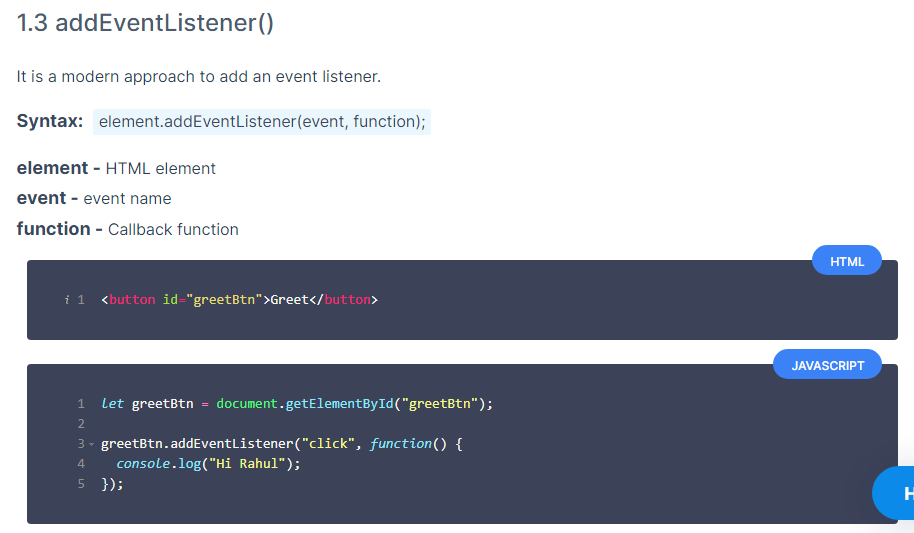 1.3 addEventListener()
It is a modern approach to add an event listener.
Syntax: element.addEventListener(event, function);
element - HTML element
event - event name
function - Callback function
HTML
i 1 <button id="greetBtn">Greet</button>
JAVASCRIPT
1 let greetBtn = document.getElementById("greetBtn");
2
3 greetBtn.addEventListener("click", function() {
4 console.log("Hi Rahul");
5 });
H